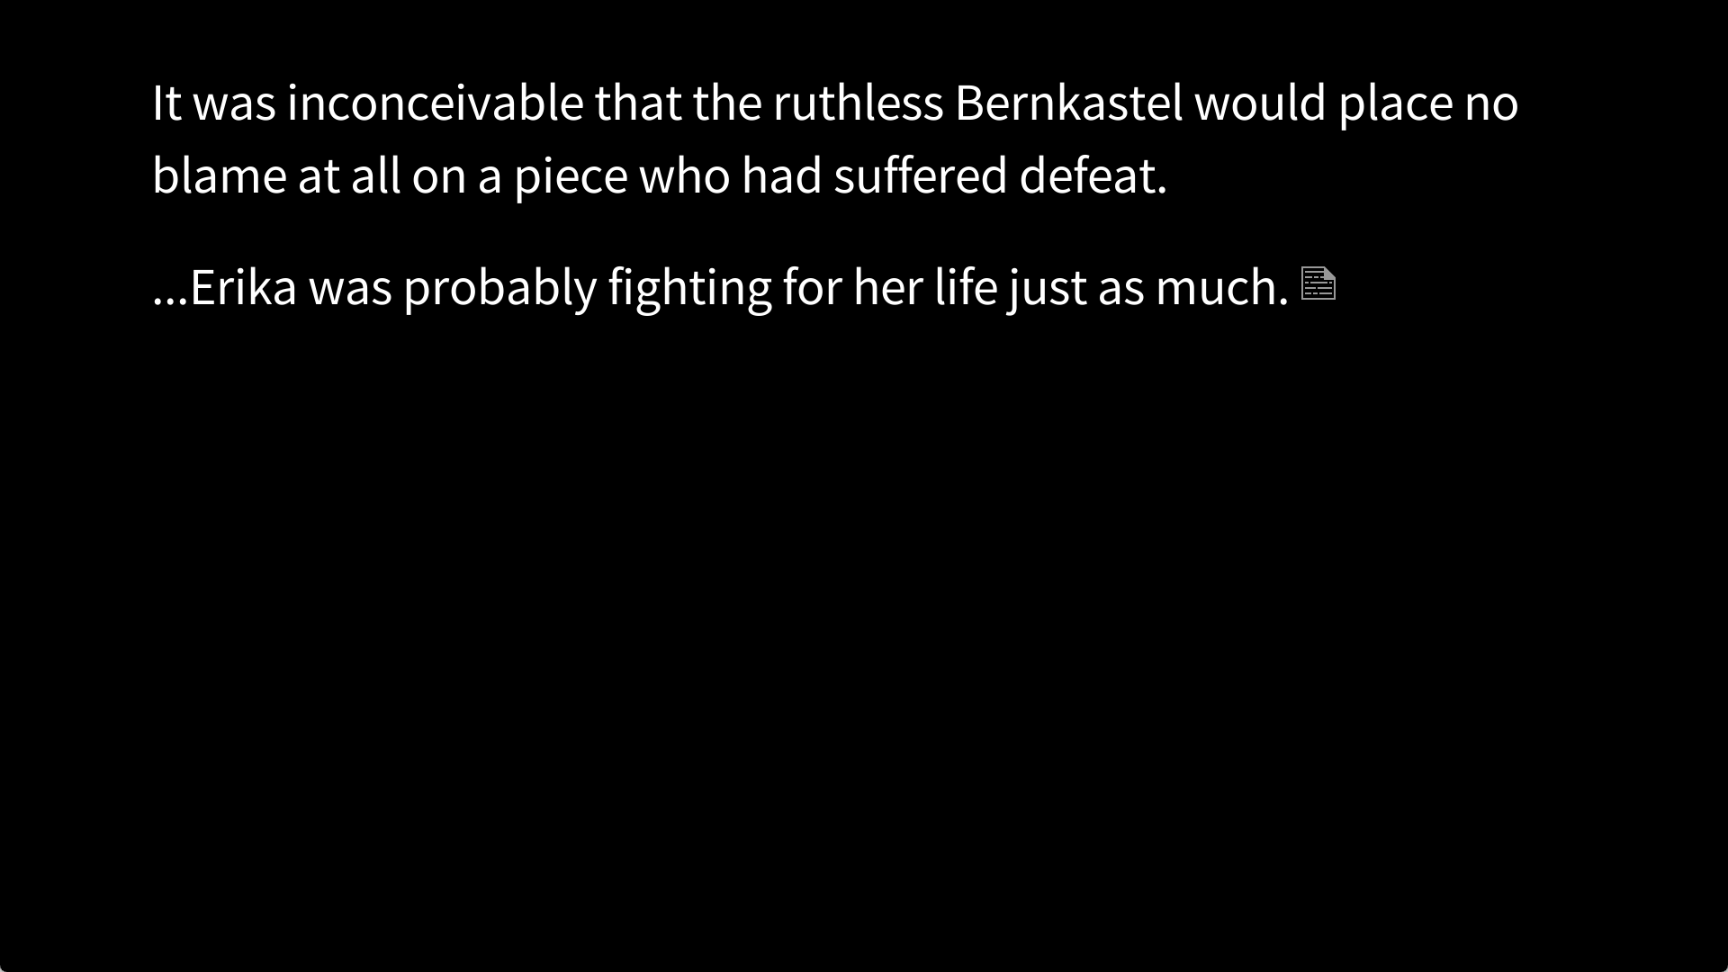 It was inconceivable that the ruthless Bernkastel would place no
blame at all on a piece who had suffered defeat.
...Erika was probably fighting for her life just as much.